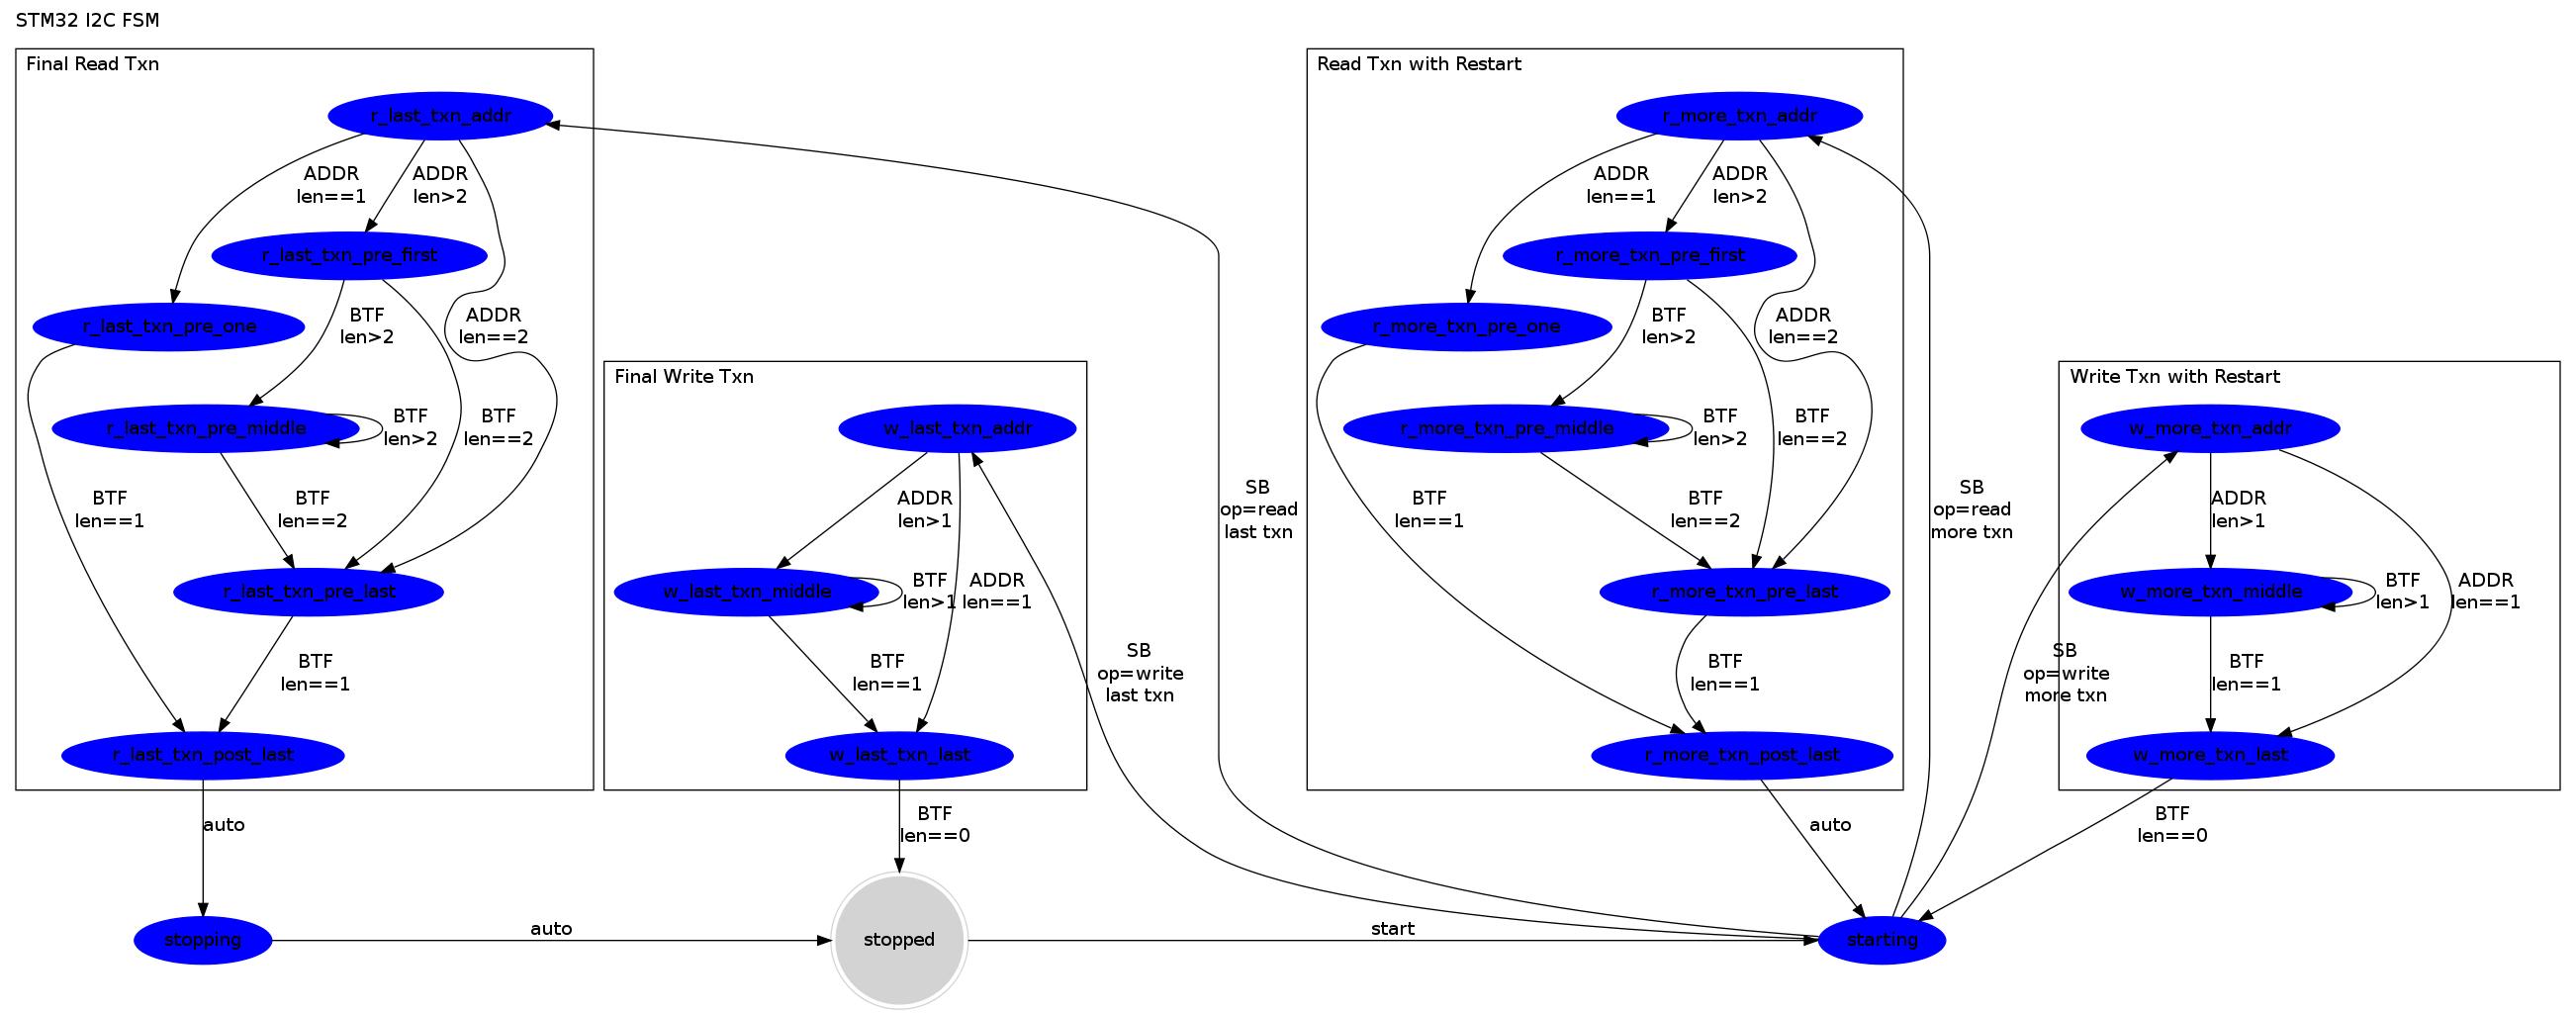 STM32 I2C FSM
Final Read Txn
r_last_txn_addr
ADDR
len==1
ADDR
len>2
r_last_txn_pre_first
r_last_txn_pre_one
BTF
len>2
ADDR
len==2
r_last_txn_pre_middle
BTF
len>2
BTF
len==2
BTF
len==1
BTF
len==2
r_last_txn_pre_last
BTF
len==1
r_last_txn_post_last
auto
stopping
auto
Final Write Txn
w_last_txn_addr
ADDR
len>1
w_last_txn_middle
BTF
len>1
ADDR
len==1
BTF
len==1
w_last_txn_last
BTF
len==0
stopped
start
SB
op=write
last txn
SB
op=read
last txn
Read Txn with Restart
r_more_txn_addr
ADDR
len==1
ADDR
len>2
r_more_txn_pre_first
r_more_txn_pre_one
BTF
len>2
ADDR
len==2
r_more_txn_pre_middle
BTF
len>2
BTF
len==2
BTF
len==1
BTF
len==2
r_more_txn_pre_last
BTF
len==1
r_more_txn_post_last
auto
starting
SB
op=read
more txn
SB
op=write
more txn
Write Txn with Restart
w_more_txn_addr
ADDR
len>1
w_more_txn_middle
BTF
len>1
ADDR
len==1
BTF
len==1
w_more_txn_last
BTF
len==0